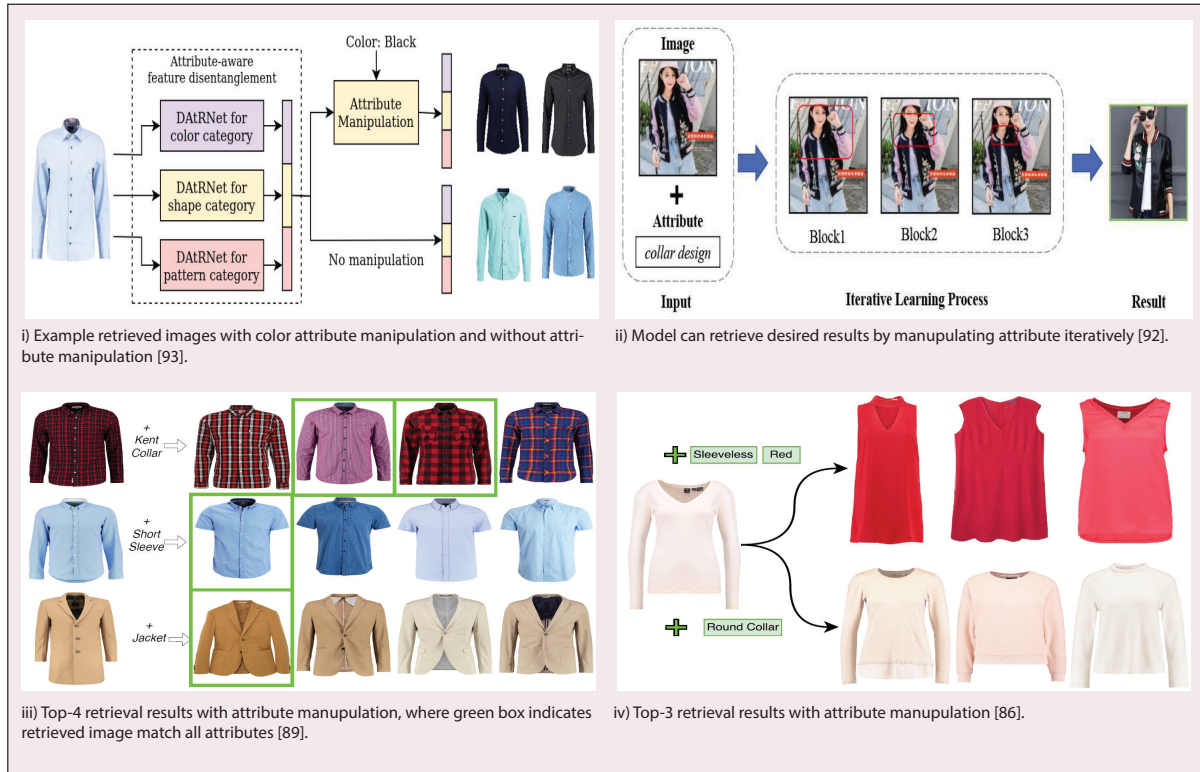 Color: Black
Attribute-aware
feature disentanglement
DAtRNet for
color category
Attribute
Manipulation
DAtRNet for
shape category
DAtRNet for
pattern category
No manipulation
i) Example retrieved images with color attribute manipulation and without attri-
bute manipulation [93].
Image
+
Attribute
collar design
Input
Block1
Block2
Block3
Iterative Learning Process
Result
ii) Model can retrieve desired results by manupulating attribute iteratively [92].
+
Kent
Collar
+
Short
Sleeve
+
Jacket
iii) Top-4 retrieval results with attribute manupulation, where green box indicates
retrieved image match all attributes [89].
Sleeveless Red
Round Collar
iv) Top-3 retrieval results with attribute manupulation [86].